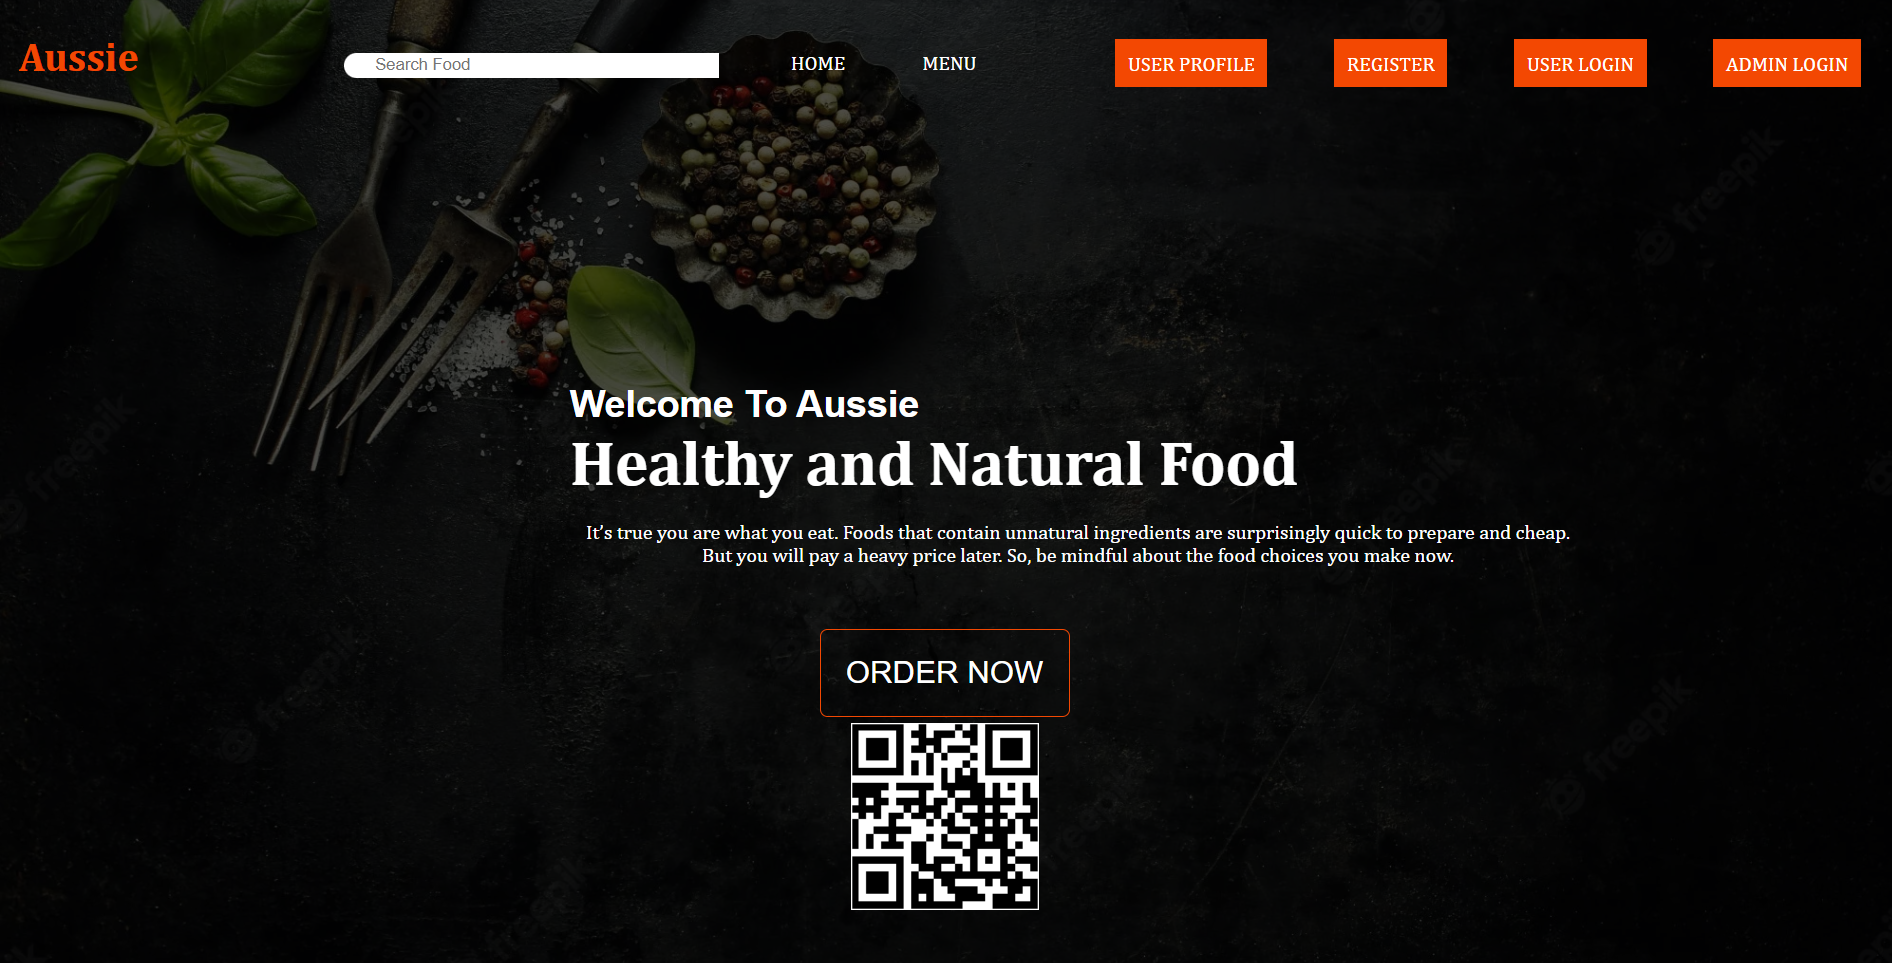 Aussie
Search Food
HOME
MENU
USER PROFILE
REGISTER
USER LOGIN
ADMIN LOGIN
Welcome To Aussie
Healthy and Natural Food
It’s true you are what you eat. Foods that contain unnatural ingredients are surprisingly quick to prepare and cheap.
But you will pay a heavy price later. So, be mindful about the food choices you make now.
ORDER NOW
freepik
freepik
freepik
freepik
freepik
freepik
freepik
freepik
freepik